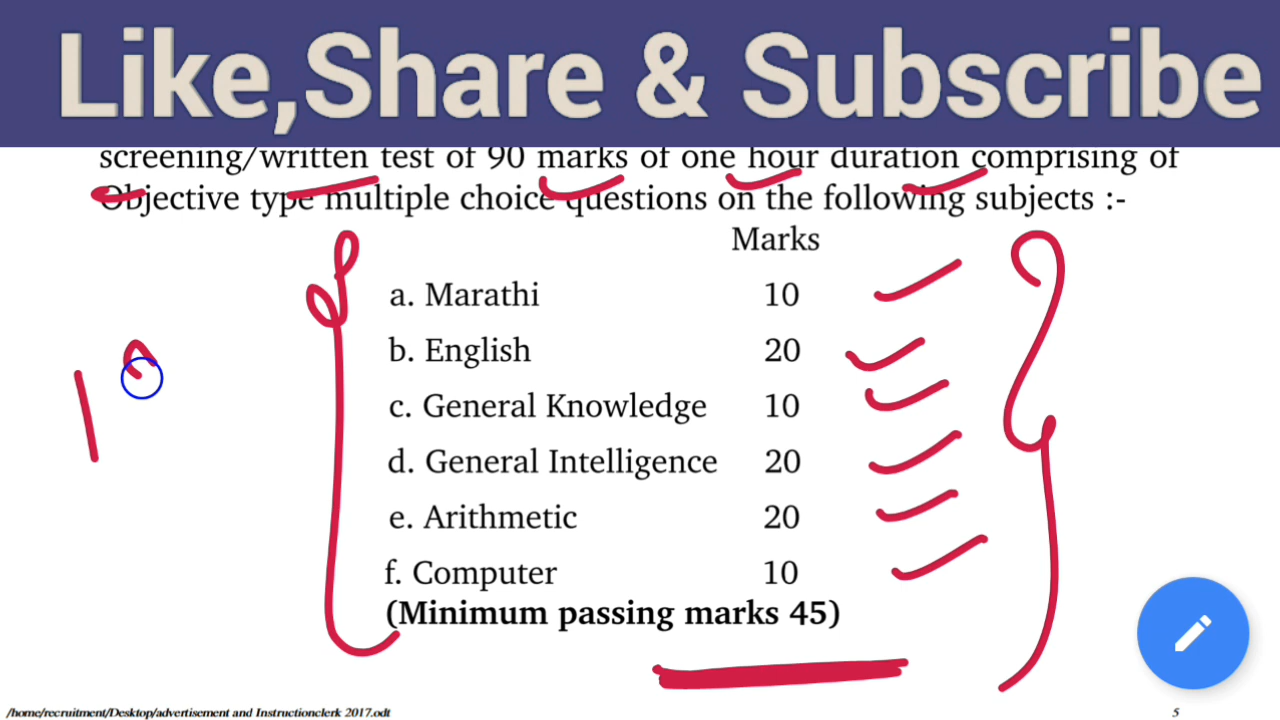 Like,Share & Subscribe
screening/written test of 90 marks of one hour duration comprising of
Objective type multiple choice questions on the following subjects :-
Marks
a. Marathi 10
b. English 20
c. General Knowledge 10
d. General Intelligence 20
e. Arithmetic 20
f. Computer 10
(Minimum passing marks 45)
/home/recruitment/Desktop/advertisement and Instructionclerk 2017.odt 5